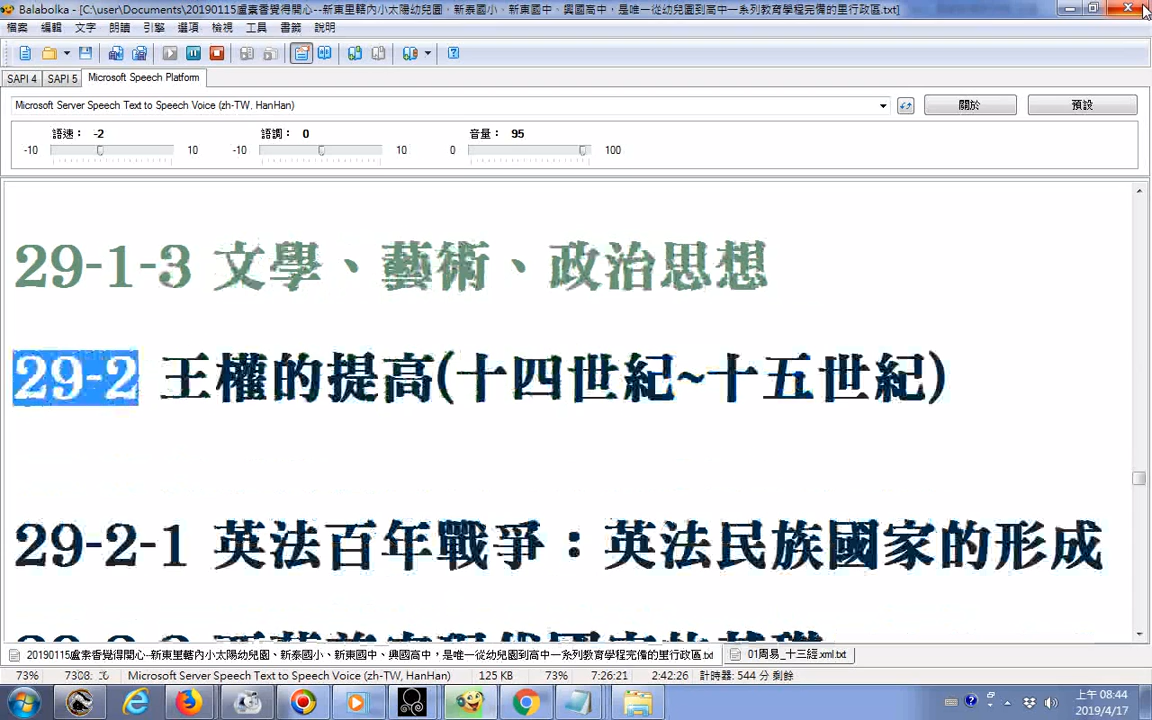 Balabolka - [C:\user\Documents\20190115盧素香覺得開心--新東里轄內小太陽幼兒園、新泰國小、新東國中、興國高中，是唯一從幼兒園到高中一系列教育學程完備的里行政區.txt]
檔案 編輯 文字 朗讀 引擎 選項 檢視 工具 書籤 說明
SAPI 4 SAPI 5 Microsoft Speech Platform
Microsoft Server Speech Text to Speech Voice (zh-TW, HanHan) 關於 預設
語速： -2 語調： 0 音量： 95
-10 10 -10 10 0 100
29-1-3 文學、藝術、政治思想
29-2 王權的提高(十四世紀~十五世紀)
29-2-1 英法百年戰爭：英法民族國家的形成
20190115盧素香覺得開心--新東里轄內小太陽幼兒園、新泰國小、新東國中、興國高中，是唯一從幼兒園到高中一系列教育學程完備的里行政區.txt 01周易_十三經.xml.txt
73% Microsoft Server Speech Text to Speech Voice (zh-TW, HanHan) 125 KB 73% 7:26:21 2:42:26 計時器: 544 分 剩餘
上午 08:44
2019/4/17